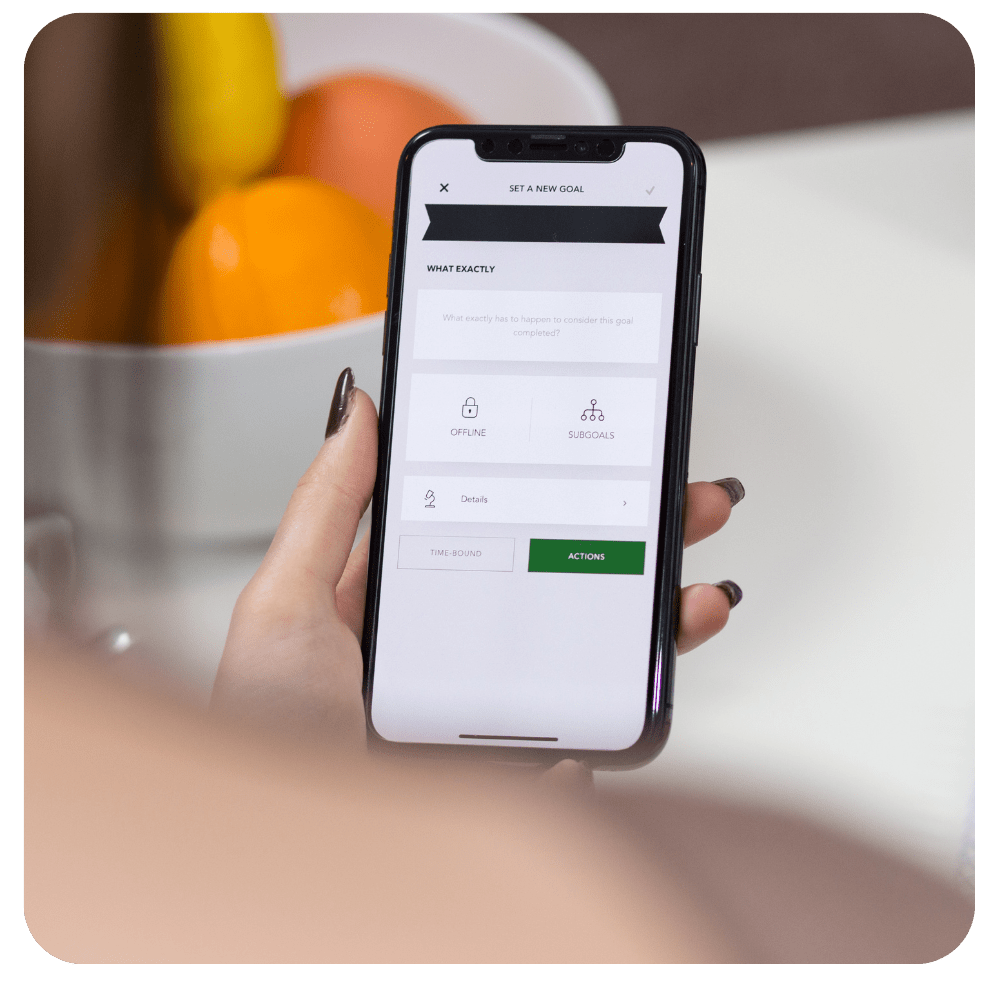 SET A NEW GOAL
WHAT EXACTLY
What exactly has to happen to consider this goal
completed?
OFFLINE
SUBGOALS
Details
TIME-BOUND
ACTIONS